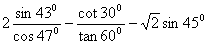 2 sin 43⁰ / cos 47⁰ − cot 30⁰ / tan 60⁰ − √2 sin 45⁰